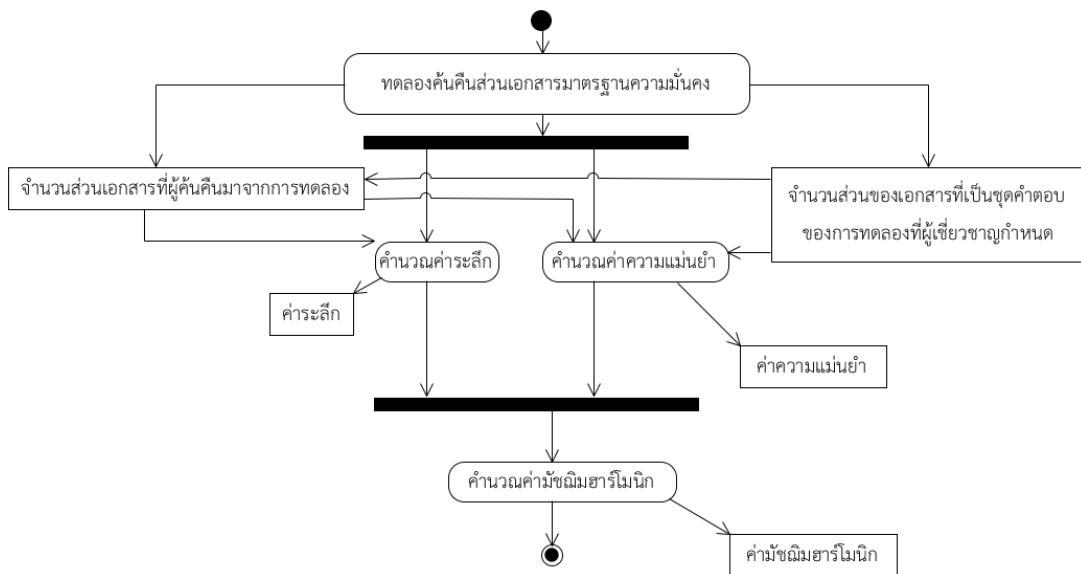 ทดลองค้นคืนส่วนเอกสารมาตรฐานความมั่นคง
จำนวนส่วนเอกสารที่ผู้ค้นคืนมาจากการทดลอง
จำนวนส่วนของเอกสารที่เป็นชุดคำตอบ
ของการทดลองที่ผู้เชี่ยวชาญกำหนด
คำนวณค่าระลึก
คำนวณค่าความแม่นยำ
ค่าระลึก
ค่าความแม่นยำ
คำนวณค่ามัชฌิมฮาร์โมนิก
ค่ามัชฌิมฮาร์โมนิก